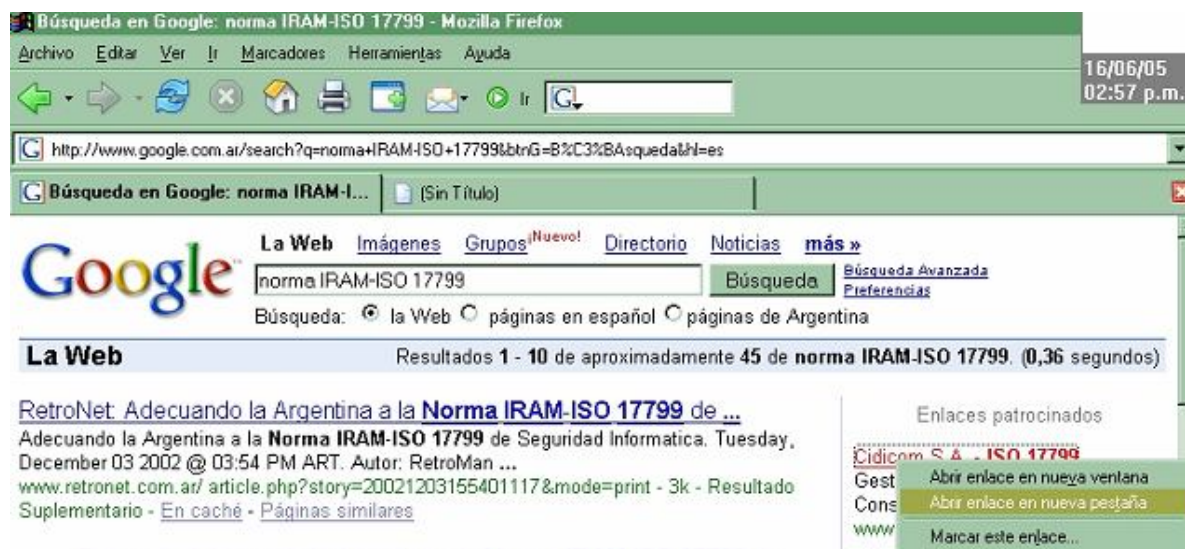 Búsqueda en Google: norma IRAM-ISO 17799 - Mozilla Firefox
Archivo Editar Ver Ir Marcadores Herramientas Ayuda
16/06/05
02:57 p.m.
Ir
http://www.google.com.ar/search?q=norma+IRAM-ISO+17799&btnG=B%C3%BAsqueda&hl=es
Búsqueda en Google: norma IRAM-I... (Sin Título)
Google™ La Web Imágenes Grupos ¡Nuevo! Directorio Noticias más »
norma IRAM-ISO 17799 Búsqueda Búsqueda Avanzada
Preferencias
Búsqueda: la Web páginas en español páginas de Argentina
La Web Resultados 1 - 10 de aproximadamente 45 de norma IRAM-ISO 17799. (0,36 segundos)
RetroNet: Adecuando la Argentina a la Norma IRAM-ISO 17799 de ...
Adecuando la Argentina a la Norma IRAM-ISO 17799 de Seguridad Informatica. Tuesday,
December 03 2002 @ 03:54 PM ART. Autor: RetroMan ...
www.retronet.com.ar/ article.php?story=20021203155401117&mode=print - 3k - Resultado
Suplementario - En caché - Páginas similares
Enlaces patrocinados
Cidicom S.A. - ISO 17799
Gest
Cons
www
Abrir enlace en nueva ventana
Abrir enlace en nueva pestaña
Marcar este enlace...